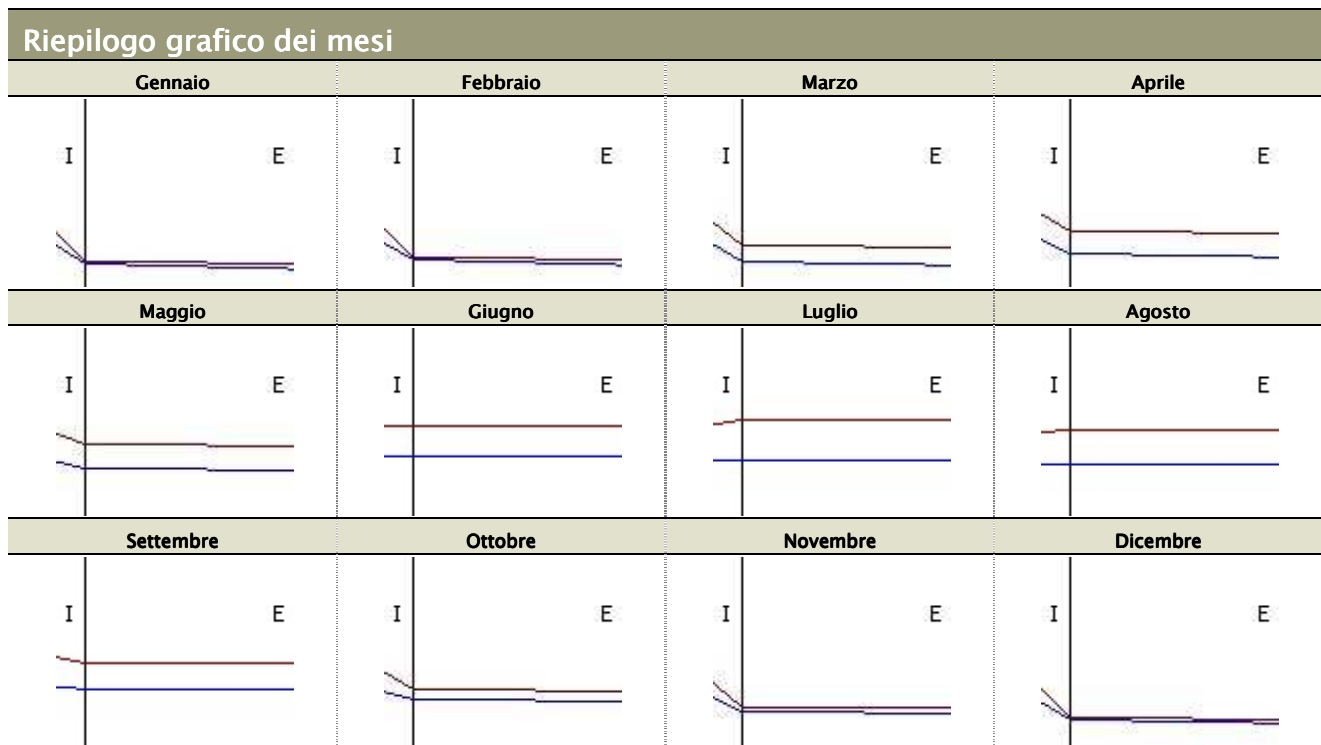 Riepilogo grafico dei mesi
Gennaio Febbraio Marzo Aprile
I E I E I E I E
Maggio Giugno Luglio Agosto
I E I E I E I E
Settembre Ottobre Novembre Dicembre
I E I E I E I E